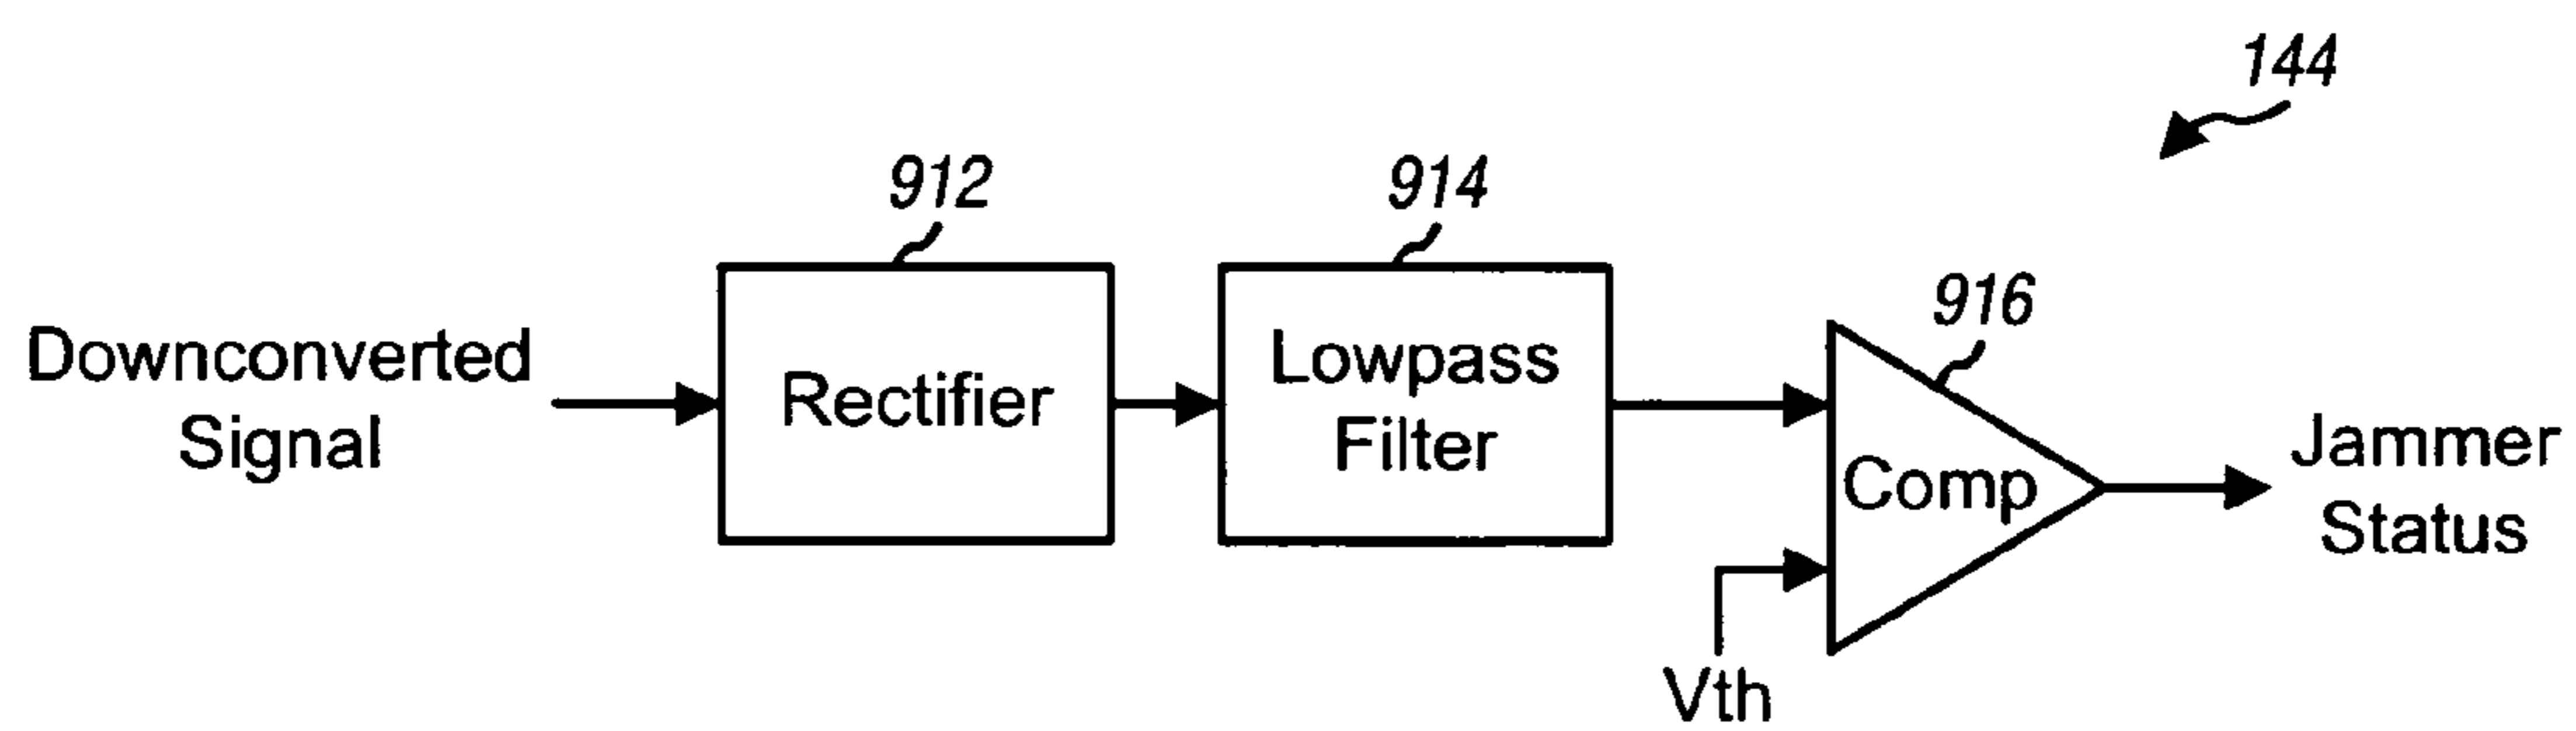 144
912
914
916
Downconverted
Signal
Rectifier
Lowpass
Filter
Comp
Vth
Jammer
Status